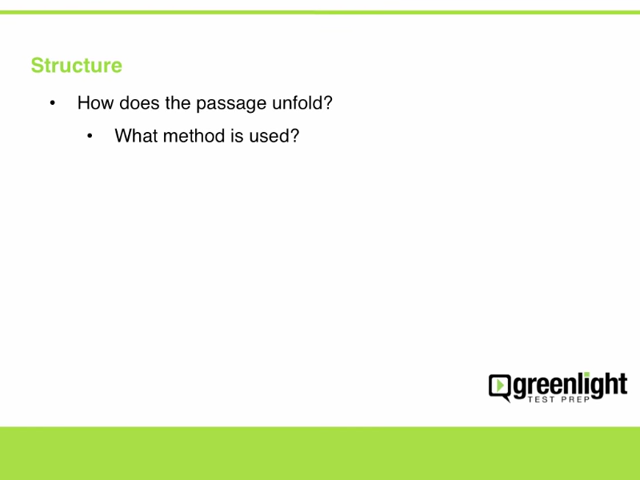 Structure
• How does the passage unfold?
• What method is used?
greenlight
TEST PREP